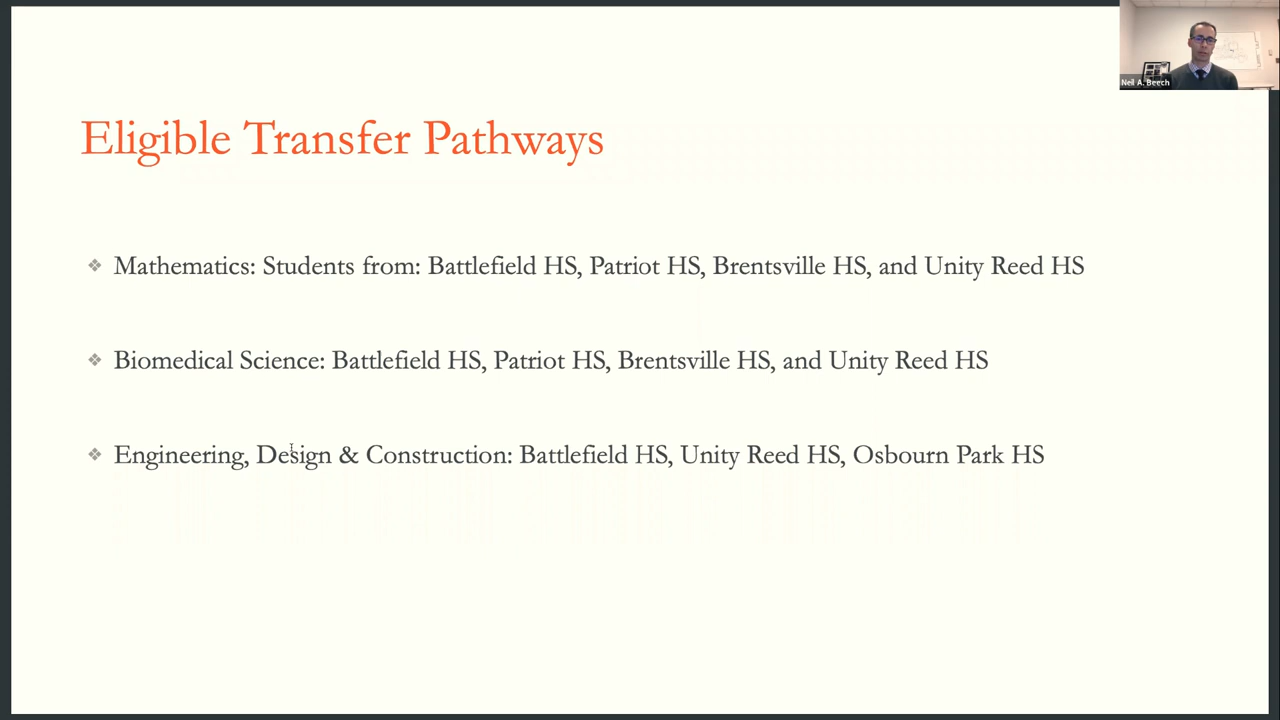 Neil A. Beech
Eligible Transfer Pathways
❖ Mathematics: Students from: Battlefield HS, Patriot HS, Brentsville HS, and Unity Reed HS
❖ Biomedical Science: Battlefield HS, Patriot HS, Brentsville HS, and Unity Reed HS
❖ Engineering, Design & Construction: Battlefield HS, Unity Reed HS, Osbourn Park HS